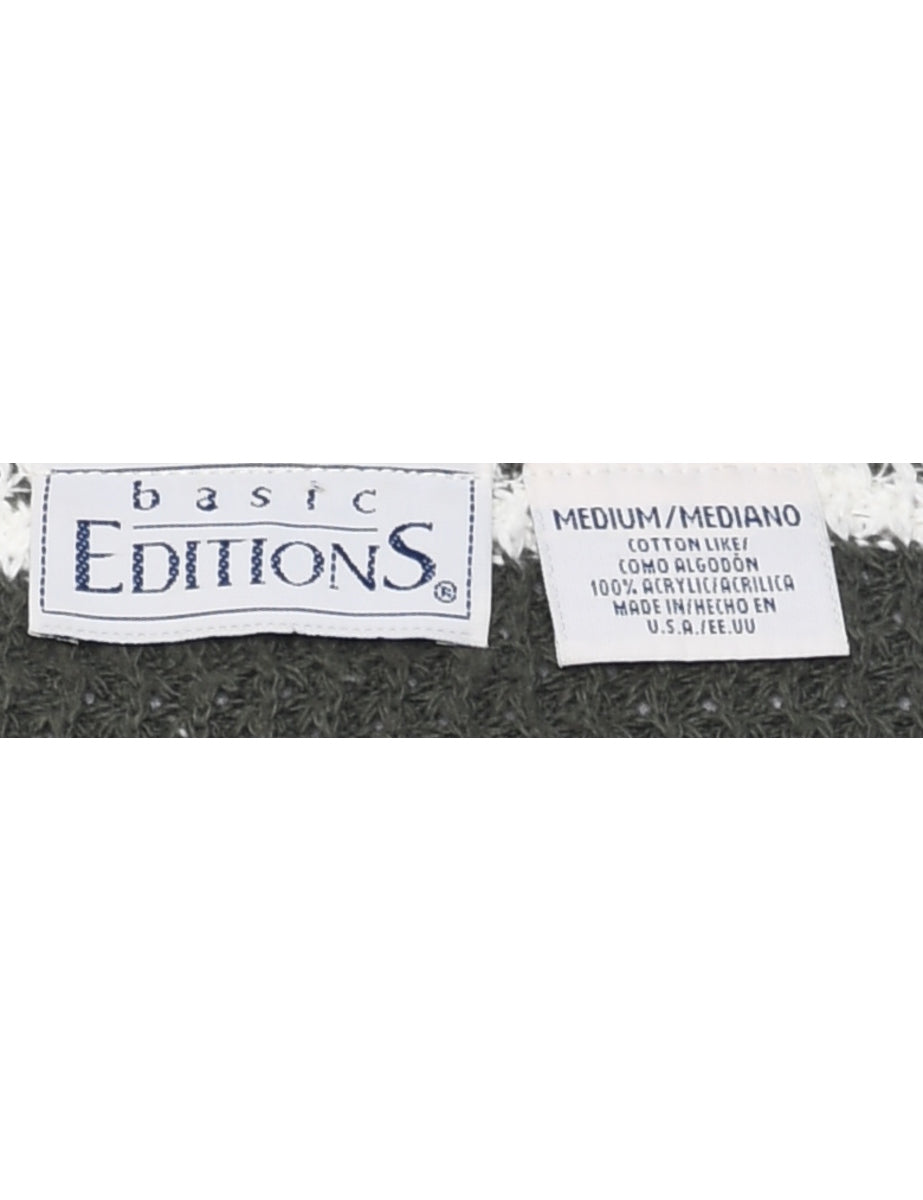 basic
EDITIONS®
MEDIUM/MEDIANO
COTTON LIKE/
COMO ALGODÓN
100% ACRYLIC/ACRILICA
MADE IN/HECHO EN
U.S.A./EE.UU